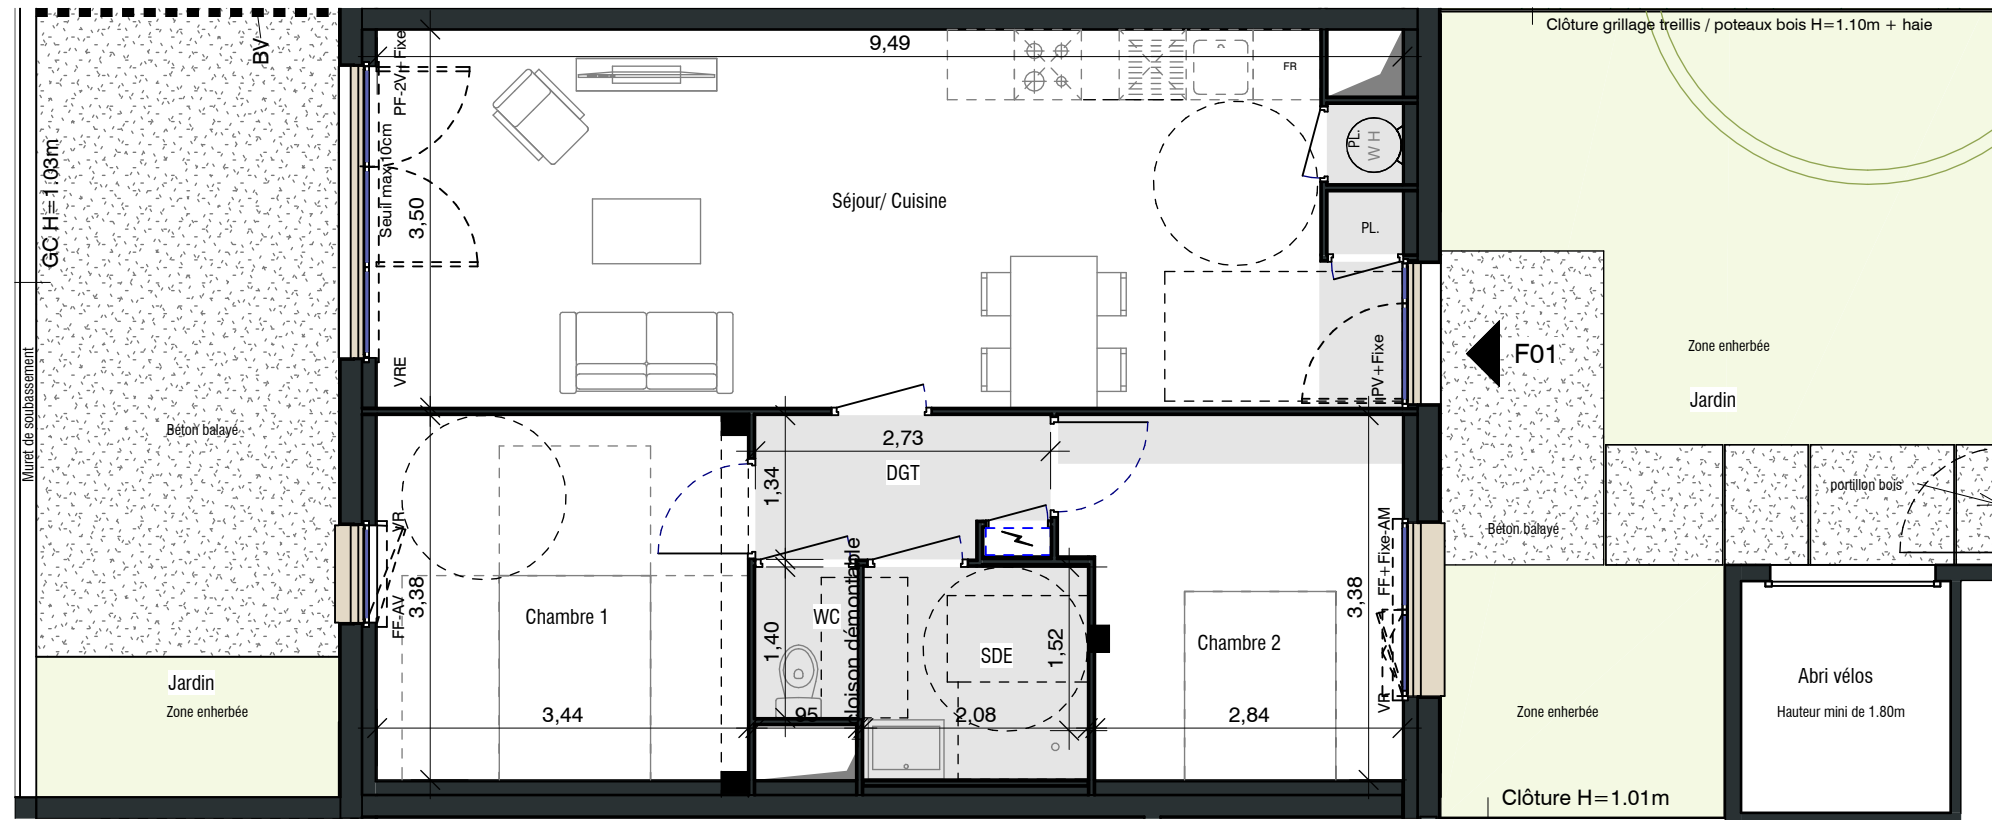 Clôture grillage treillis / poteaux bois H=1.10m + haie
BV
PF-2V+ Fixe
9,49
FR
PL.
WH
GC H=1.03m
Seuil max 10cm
3,50
Séjour/ Cuisine
PL.
VRE
PV+Fixe
F01
Zone enherbée
Jardin
Muret de soubassement
Béton balayé
2,73
DGT
1,34
portillon bois
Béton balayé
VR
FF-AV
3,38
Chambre 1
WC
1,40
cloison démontable
SDE
1,52
Chambre 2
3,38
FF+Fixe-AM
VR
Jardin
Zone enherbée
3,44
95
2,08
2,84
Zone enherbée
Abri vélos
Hauteur mini de 1.80m
Clôture H=1.01m